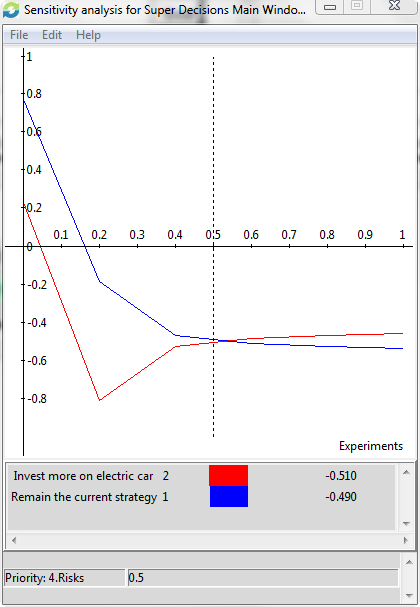 Sensitivity analysis for Super Decisions Main Windo...
File Edit Help
1
0.8
0.6
0.4
0.2
0.1 0.2 0.3 0.4 0.5 0.6 0.7 0.8 0.9 1
0
-0.2
-0.4
-0.6
-0.8
Experiments
Invest more on electric car 2 -0.510
Remain the current strategy 1 -0.490
Priority: 4.Risks 0.5